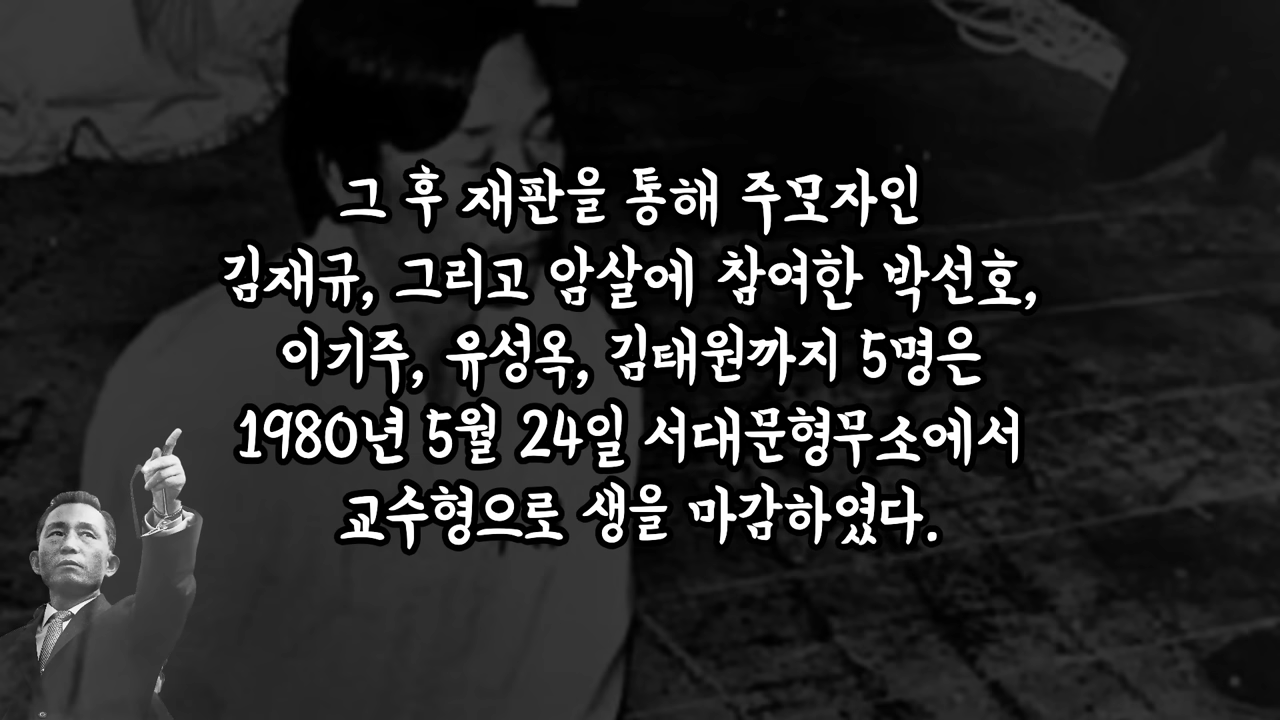 그 후 재판을 통해 주모자인
김재규, 그리고 암살에 참여한 박선호,
이기주, 유성옥, 김태원까지 5명은
1980년 5월 24일 서대문형무소에서
교수형으로 생을 마감하였다.